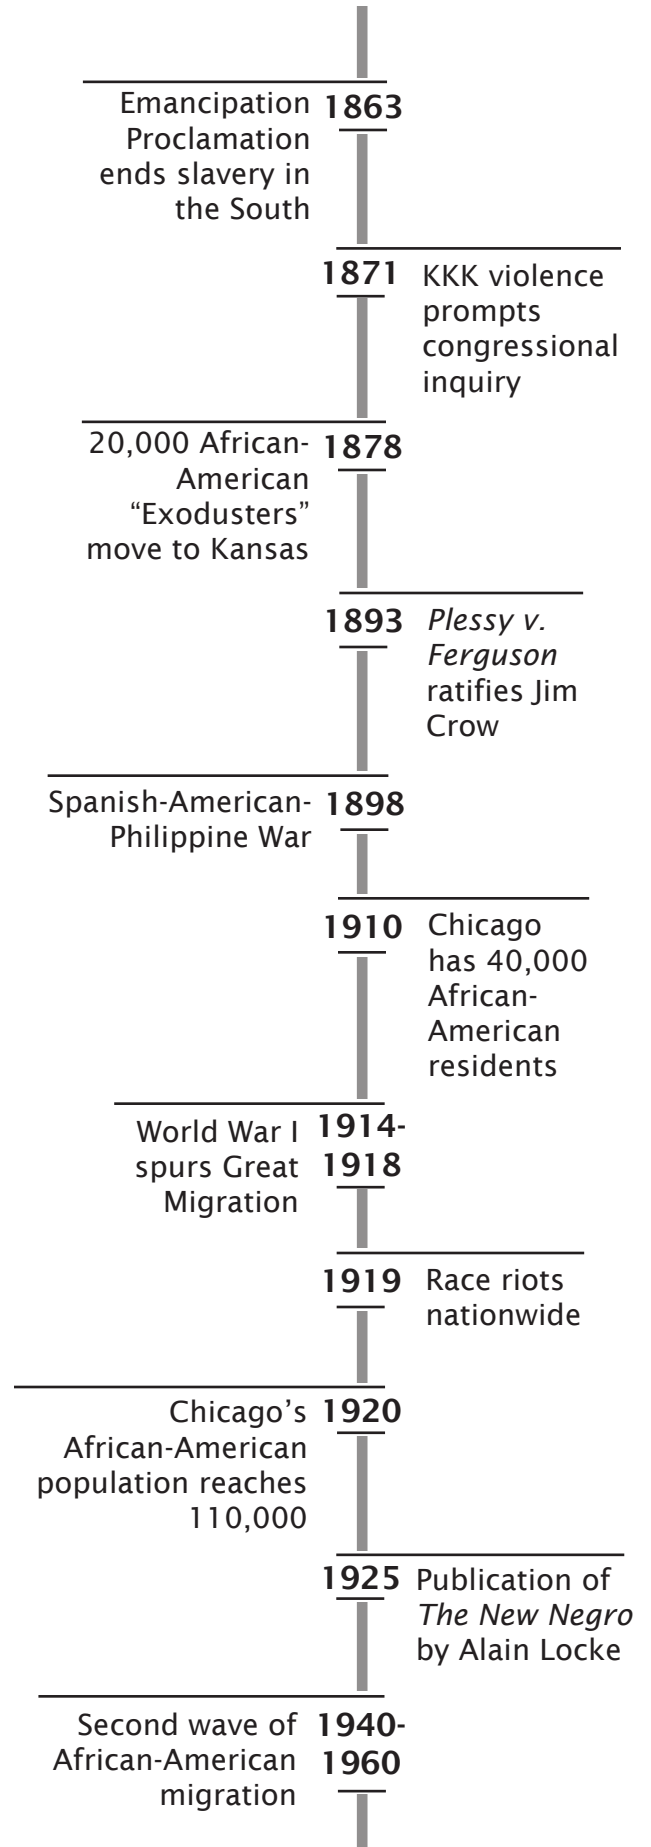 Emancipation 1863
Proclamation
ends slavery in
the South
1871 KKK violence
prompts
congressional
inquiry
20,000 African- 1878
American
“Exodusters”
move to Kansas
1893 Plessy v.
Ferguson
ratifies Jim
Crow
Spanish-American- 1898
Philippine War
1910 Chicago
has 40,000
African-
American
residents
World War I 1914-
spurs Great 1918
Migration
1919 Race riots
nationwide
Chicago’s 1920
African-American
population reaches
110,000
1925 Publication of
The New Negro
by Alain Locke
Second wave of 1940-
African-American 1960
migration